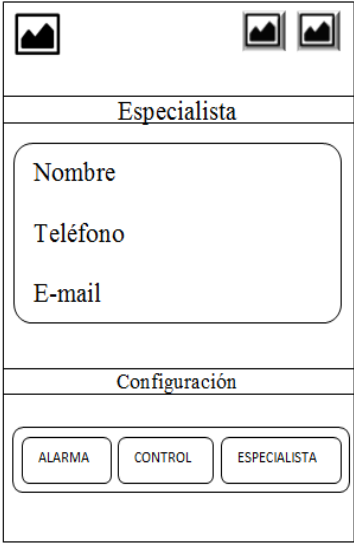 Especialista
Nombre
Teléfono
E-mail
Configuración
ALARMA CONTROL ESPECIALISTA